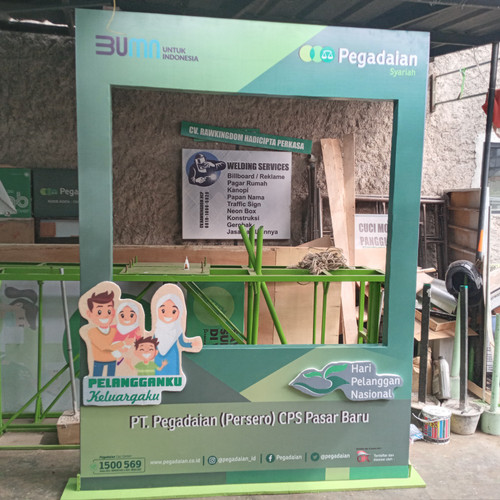 BUMN UNTUK INDONESIA
Pegadaian
Syariah
CV. RAWKINGDOM HADICIPTA PERKASA
WELDING SERVICES
Billboard / Reklame
Pagar Rumah
Kanopi
Papan Nama
Traffic Sign
Neon Box
Konstruksi
CUCI MO
PANGG
Pega
PELANGGANKU
Keluargaku
Hari
Pelanggan
Nasional
PT. Pegadaian (Persero) CPS Pasar Baru
1500 569
www.pegadaian.co.id
@pegadaian_id
Pegadaian
@pegadaian